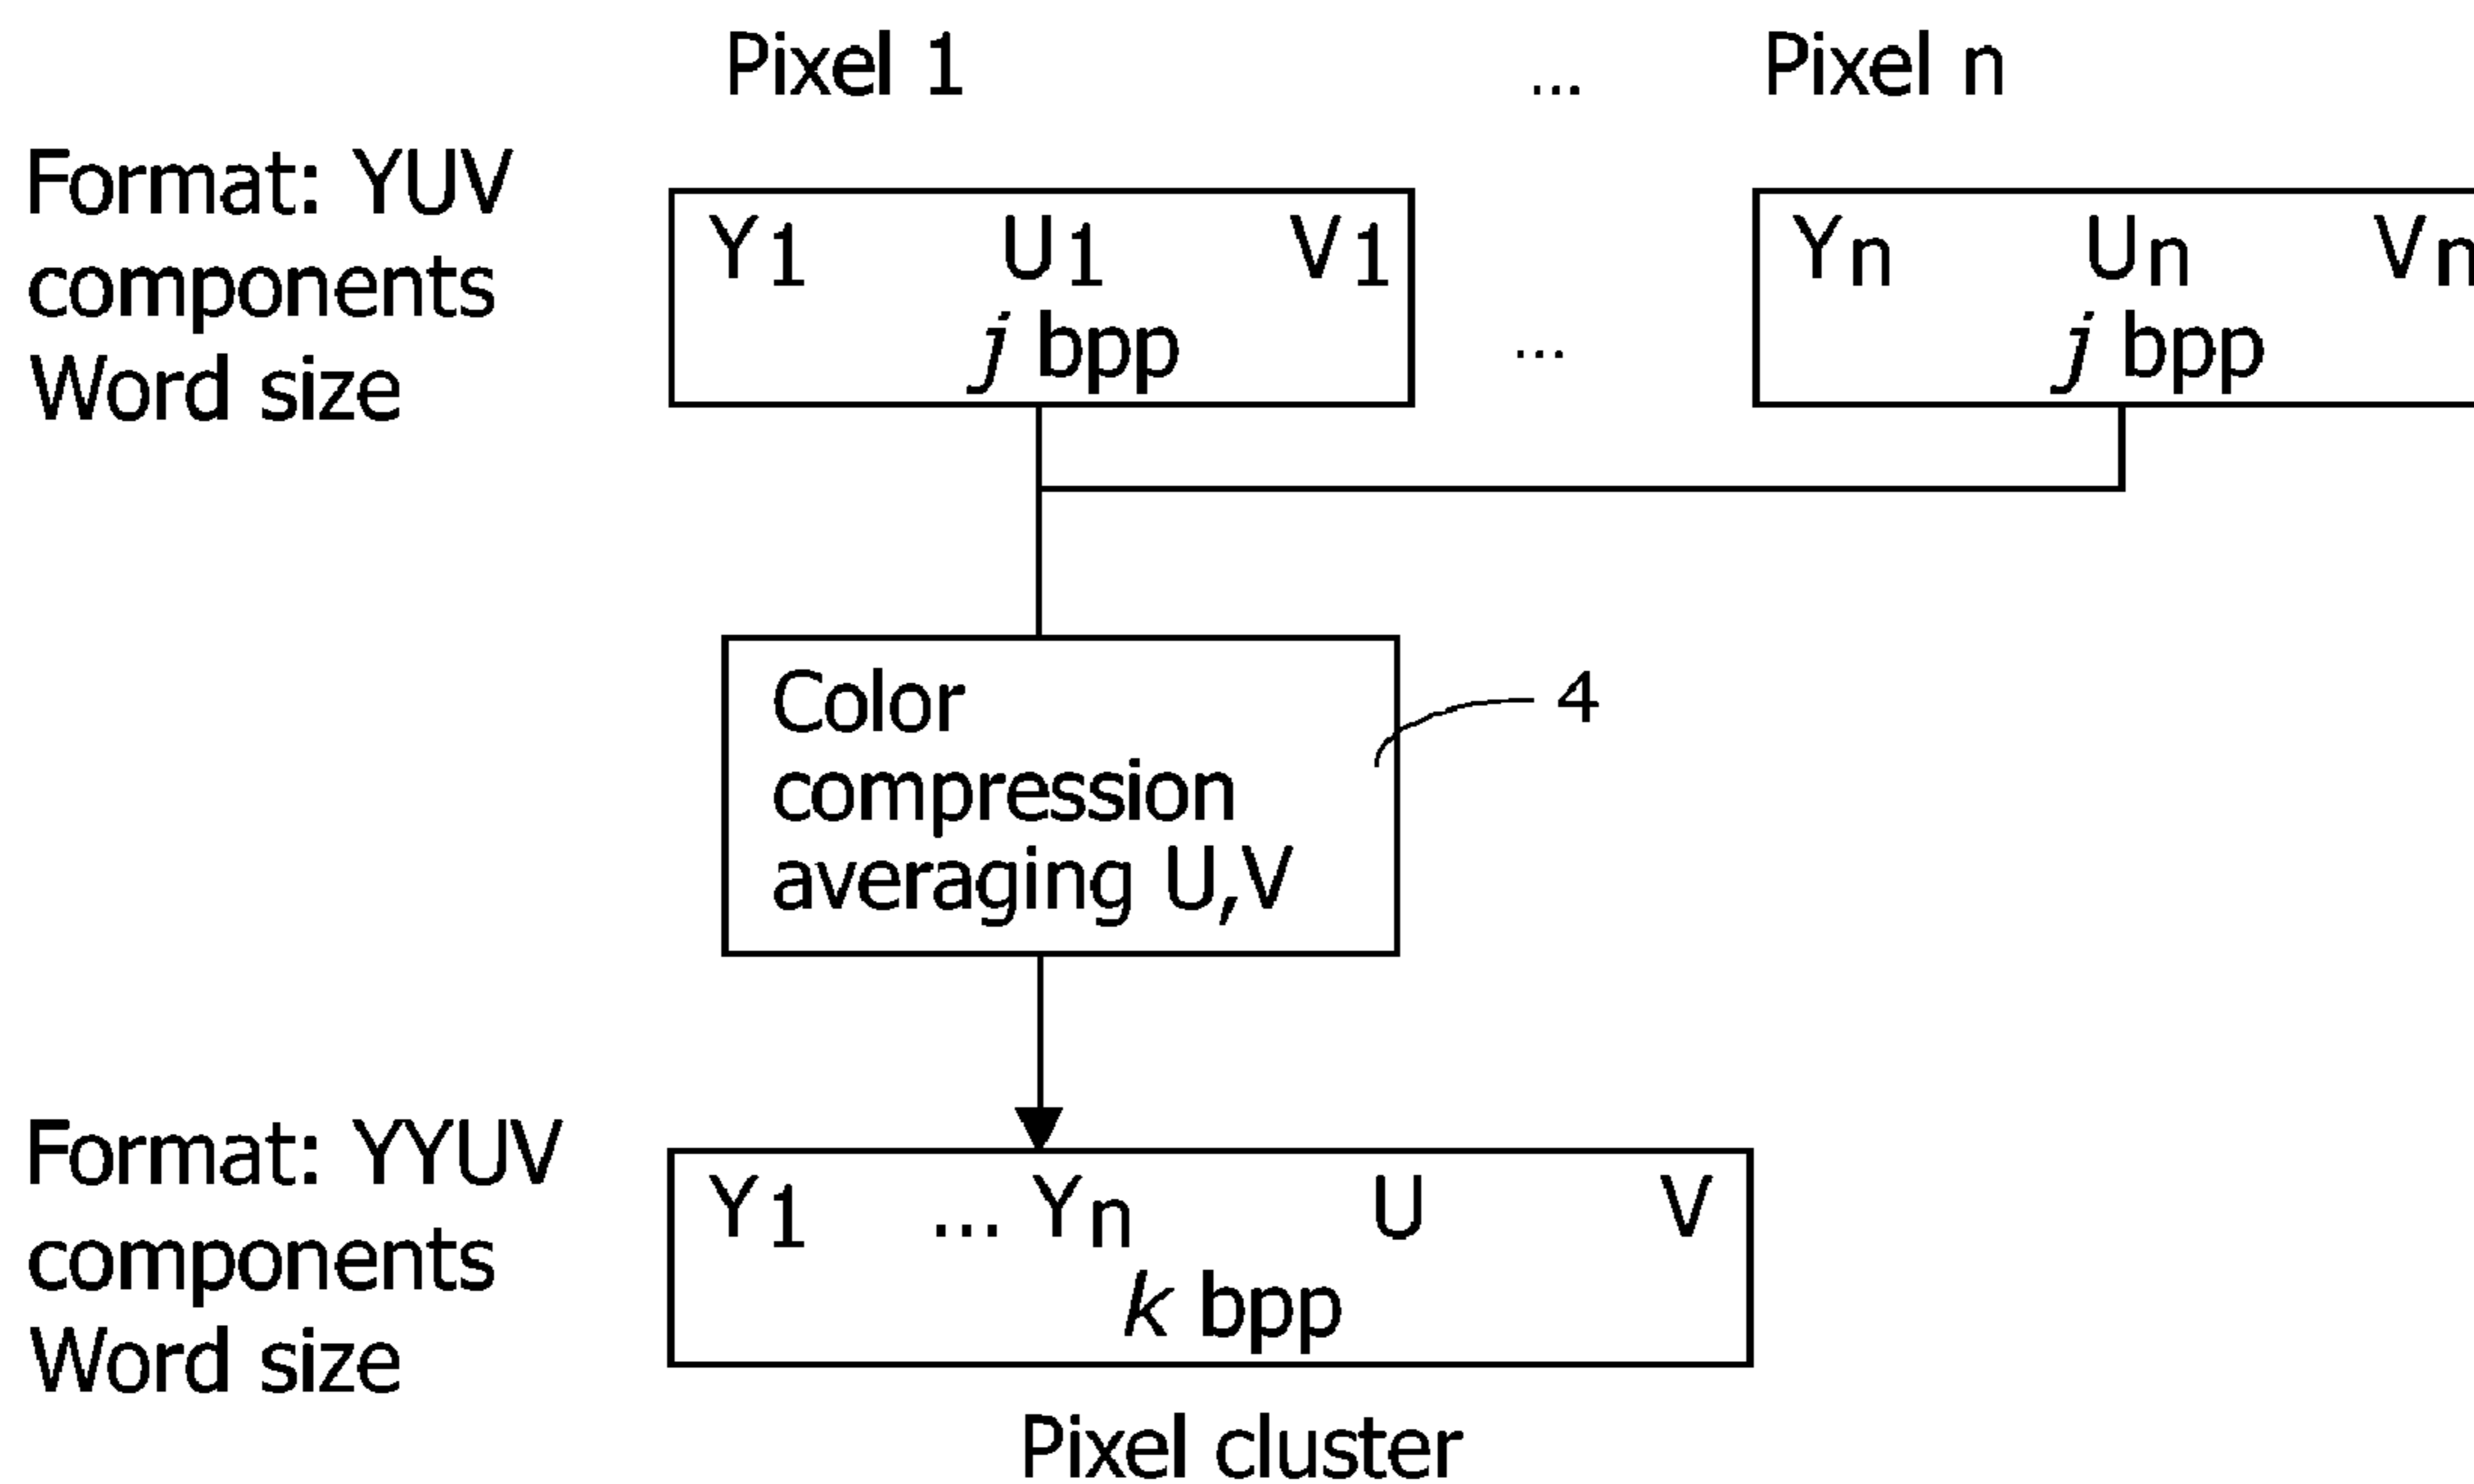 Pixel 1 ... Pixel n
Format: YUV
components
Word size
Y1 U1 V1
j bpp
...
Yn Un Vn
j bpp
Color
compression
averaging U,V
4
Format: YYUV
components
Word size
Y1 ... Yn U V
k bpp
Pixel cluster